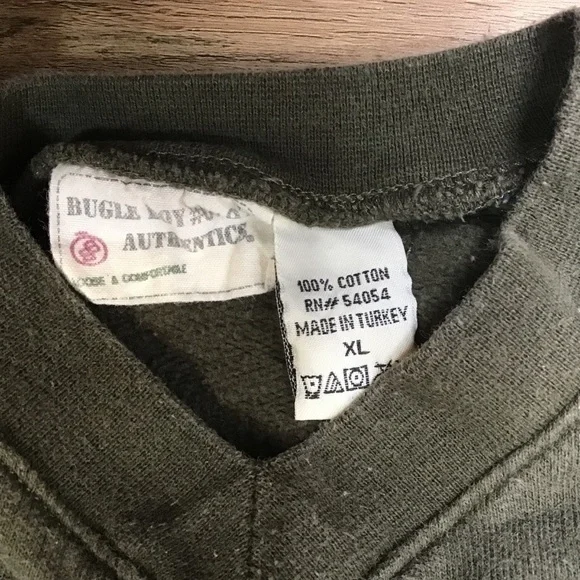 BUGLE BOY
AUTHENTICS
LOOSE & COMFORTABLE
100% COTTON
RN# 54054
MADE IN TURKEY
XL